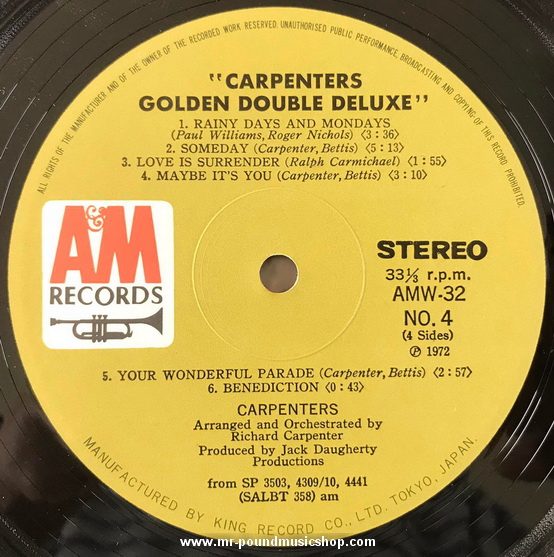 ALL RIGHTS OF THE MANUFACTURER AND OF THE OWNER OF THE RECORDED WORK RESERVED. UNAUTHORISED PUBLIC PERFORMANCE, BROADCASTING AND COPYING OF THIS RECORD PROHIBITED.
"CARPENTERS
GOLDEN DOUBLE DELUXE"
1. RAINY DAYS AND MONDAYS
(Paul Williams, Roger Nichols) 〈3:36〉
2. SOMEDAY (Carpenter, Bettis) 〈5:13〉
3. LOVE IS SURRENDER (Ralph Carmichael) 〈1:55〉
4. MAYBE IT'S YOU (Carpenter, Bettis) 〈3:10〉
A&M
RECORDS
STEREO
33⅓ r.p.m.
AMW-32
NO. 4
(4 Sides)
℗ 1972
5. YOUR WONDERFUL PARADE (Carpenter, Bettis) 〈2:57〉
6. BENEDICTION 〈0:43〉
CARPENTERS
Arranged and Orchestrated by
Richard Carpenter
Produced by Jack Daugherty
Productions
from SP 3503, 4309/10, 4441
(SALBT 358) am
MANUFACTURED BY KING RECORD CO., LTD. TOKYO, JAPAN.
www.mr-poundmusicshop.com